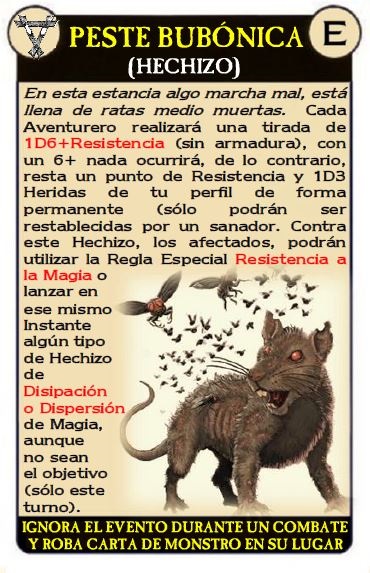 PESTE BUBÓNICA
E
(HECHIZO)
En esta estancia algo marcha mal, está
llena de ratas medio muertas. Cada
Aventurero realizará una tirada de
1D6+Resistencia (sin armadura), con
un 6+ nada ocurrirá, de lo contrario,
resta un punto de Resistencia y 1D3
Heridas de tu perfil de forma
permanente (sólo podrán ser
restablecidas por un sanador. Contra
este Hechizo, los afectados, podrán
utilizar la Regla Especial Resistencia a
la Magia o
lanzar en
ese mismo
Instante
algún tipo
de Hechizo
de
Disipación
o Dispersión
de Magia,
aunque
no sean
el objetivo
(sólo este
turno).
IGNORA EL EVENTO DURANTE UN COMBATE
Y ROBA CARTA DE MONSTRO EN SU LUGAR